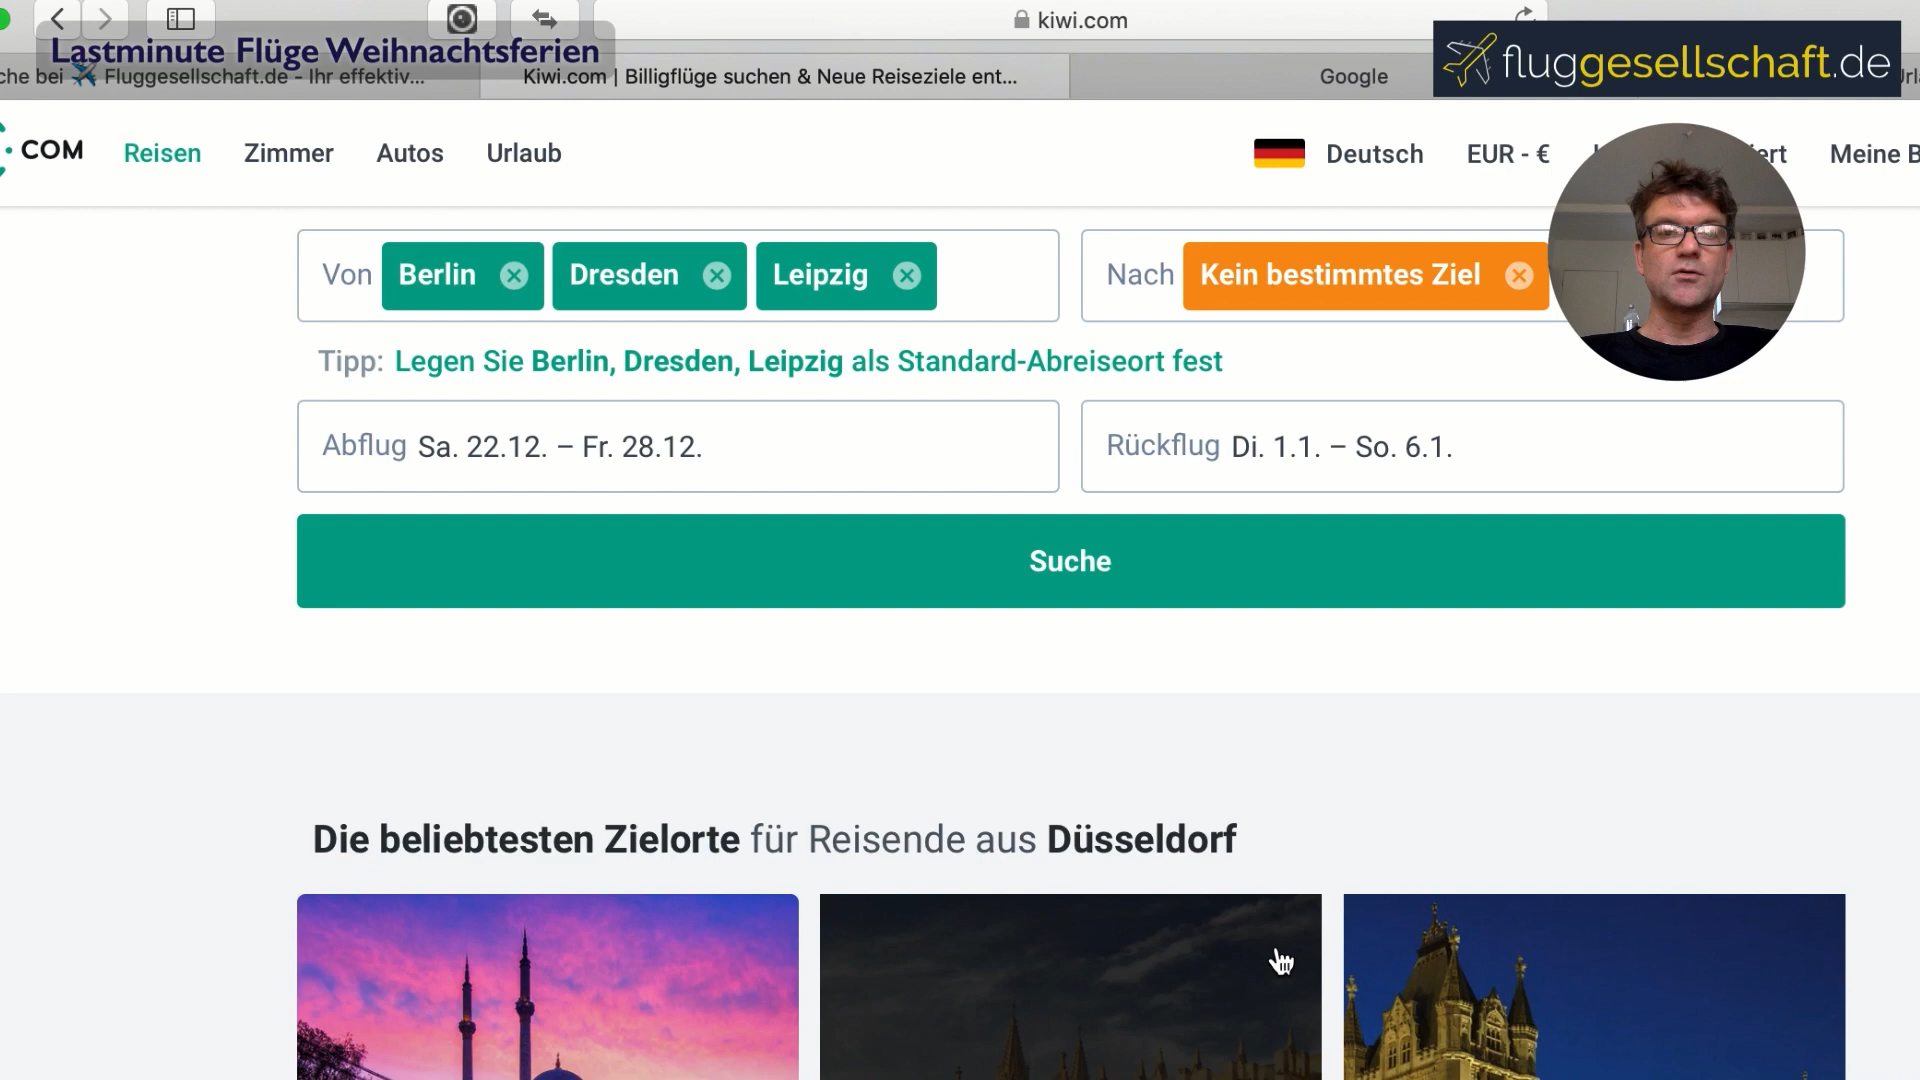 kiwi.com
Lastminute Flüge Weihnachtsferien
fluggesellschaft.de
che bei Fluggesellschaft.de - Ihr effektiv...
Kiwi.com | Billigflüge suchen & Neue Reiseziele ent...
Google
COM
Reisen
Zimmer
Autos
Urlaub
Deutsch
EUR - €
Meine B
Von Berlin Dresden Leipzig
Nach Kein bestimmtes Ziel
Tipp: Legen Sie Berlin, Dresden, Leipzig als Standard-Abreiseort fest
Abflug Sa. 22.12. – Fr. 28.12.
Rückflug Di. 1.1. – So. 6.1.
Suche
Die beliebtesten Zielorte für Reisende aus Düsseldorf